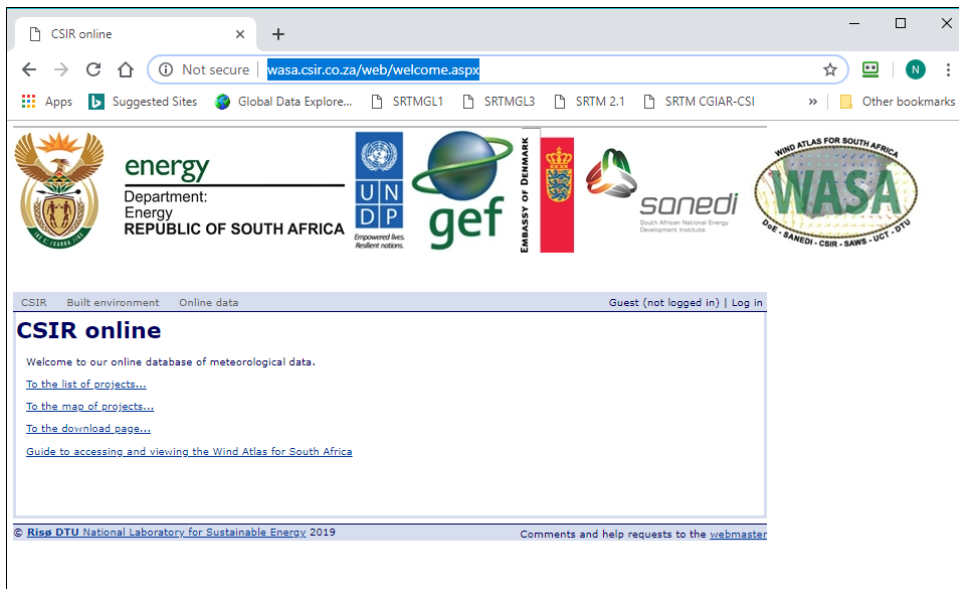 CSIR online
Not secure | wasa.csir.co.za/web/welcome.aspx
N
Apps Suggested Sites Global Data Explore... SRTMGL1 SRTMGL3 SRTM 2.1 SRTM CGIAR-CSI » Other bookmarks
energy
Department:
Energy
REPUBLIC OF SOUTH AFRICA
U N
D P
Empowered lives.
Resilient nations.
gef
EMBASSY OF DENMARK
sanedi
South African National Energy
Development Institute
WIND ATLAS FOR SOUTH AFRICA
WASA
DoE - SANEDI - CSIR - SAWS - UCT - DTU
CSIR Built environment Online data Guest (not logged in) | Log in
CSIR online
Welcome to our online database of meteorological data.
To the list of projects...
To the map of projects...
To the download page...
Guide to accessing and viewing the Wind Atlas for South Africa
© Risø DTU National Laboratory for Sustainable Energy 2019 Comments and help requests to the webmaster